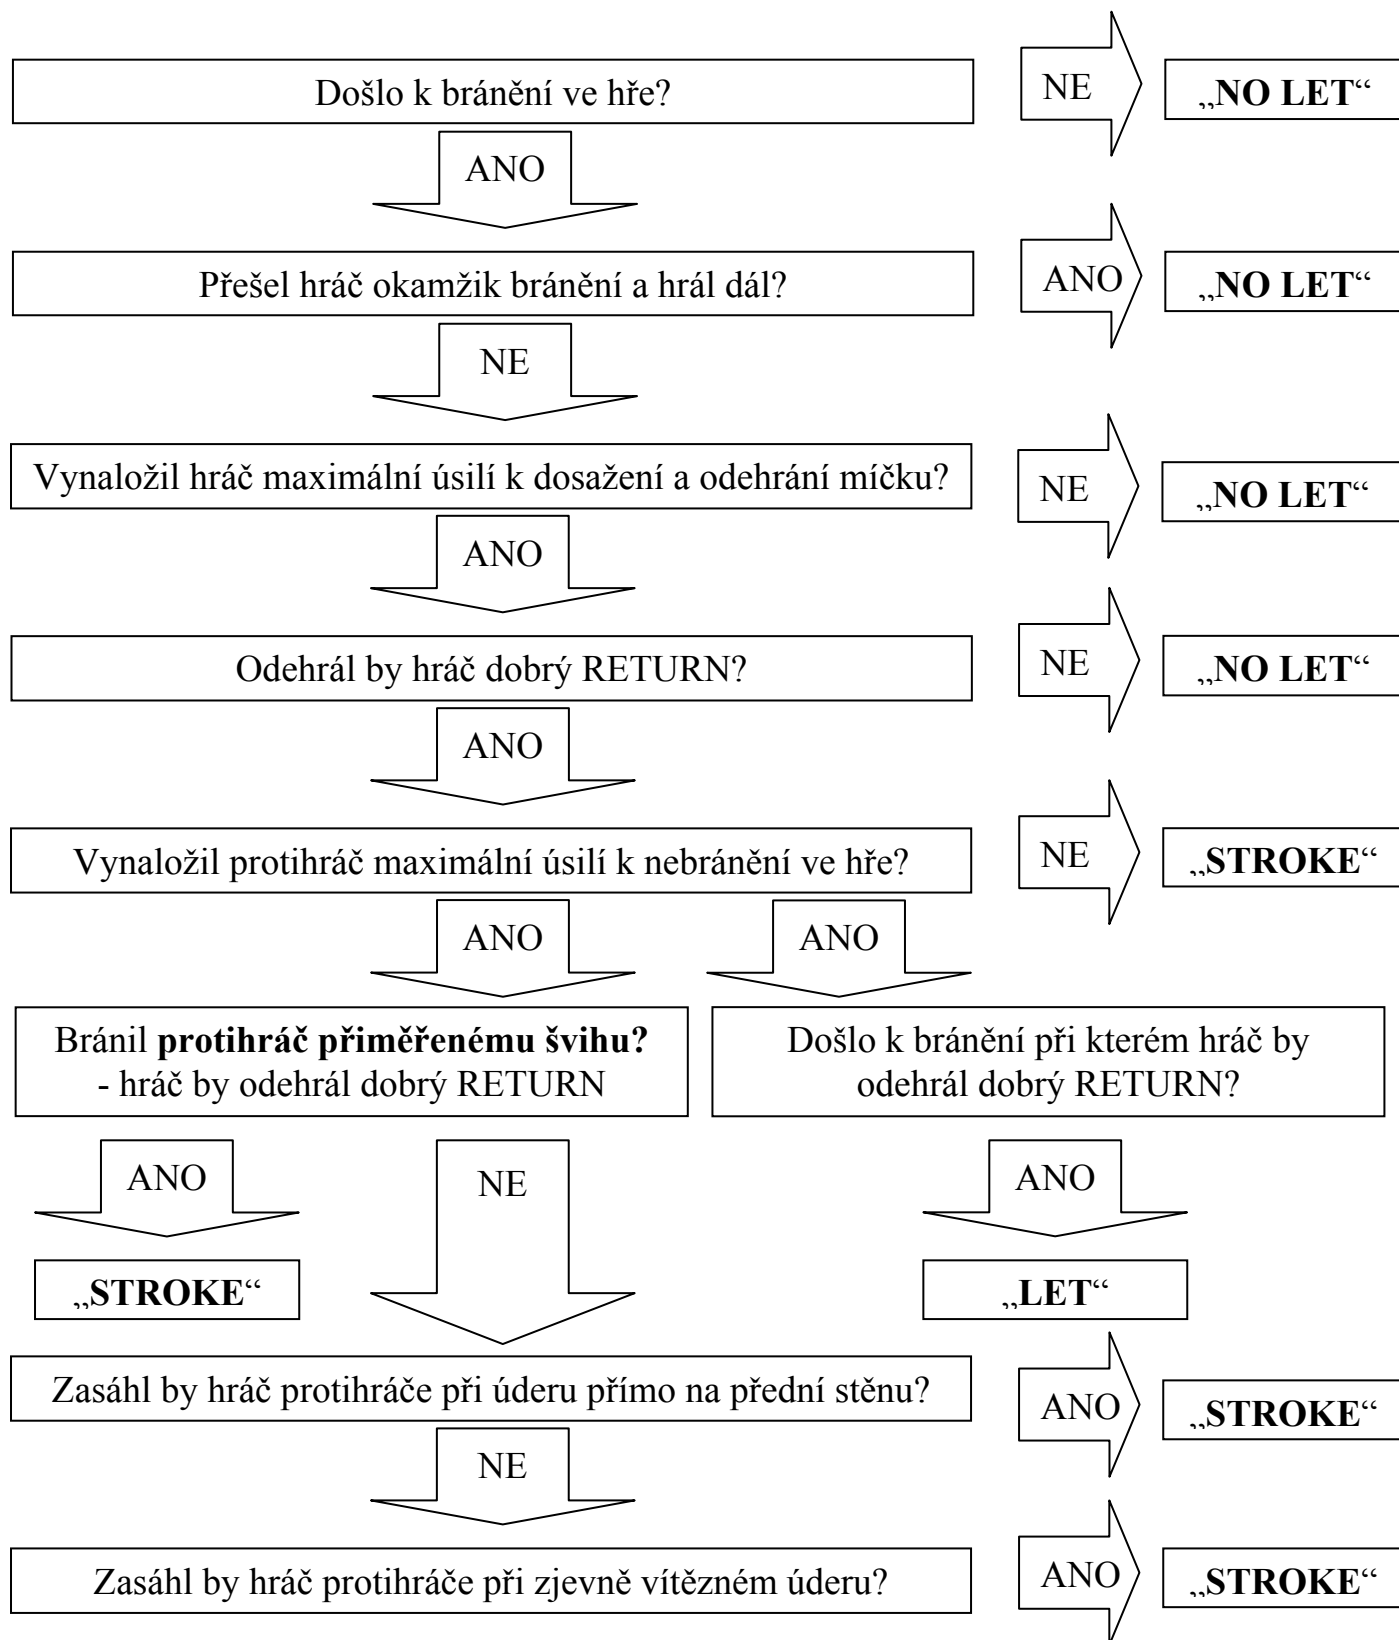 Došlo k bránění ve hře?
NE
„NO LET“
ANO
Přešel hráč okamžik bránění a hrál dál?
ANO
„NO LET“
NE
Vynaložil hráč maximální úsilí k dosažení a odehrání míčku?
NE
„NO LET“
ANO
Odehrál by hráč dobrý RETURN?
NE
„NO LET“
ANO
Vynaložil protihráč maximální úsilí k nebránění ve hře?
NE
„STROKE“
ANO
ANO
Bránil protihráč přiměřenému švihu?
- hráč by odehrál dobrý RETURN
Došlo k bránění při kterém hráč by
odehrál dobrý RETURN?
ANO
NE
ANO
„STROKE“
„LET“
Zasáhl by hráč protihráče při úderu přímo na přední stěnu?
ANO
„STROKE“
NE
Zasáhl by hráč protihráče při zjevně vítězném úderu?
ANO
„STROKE“